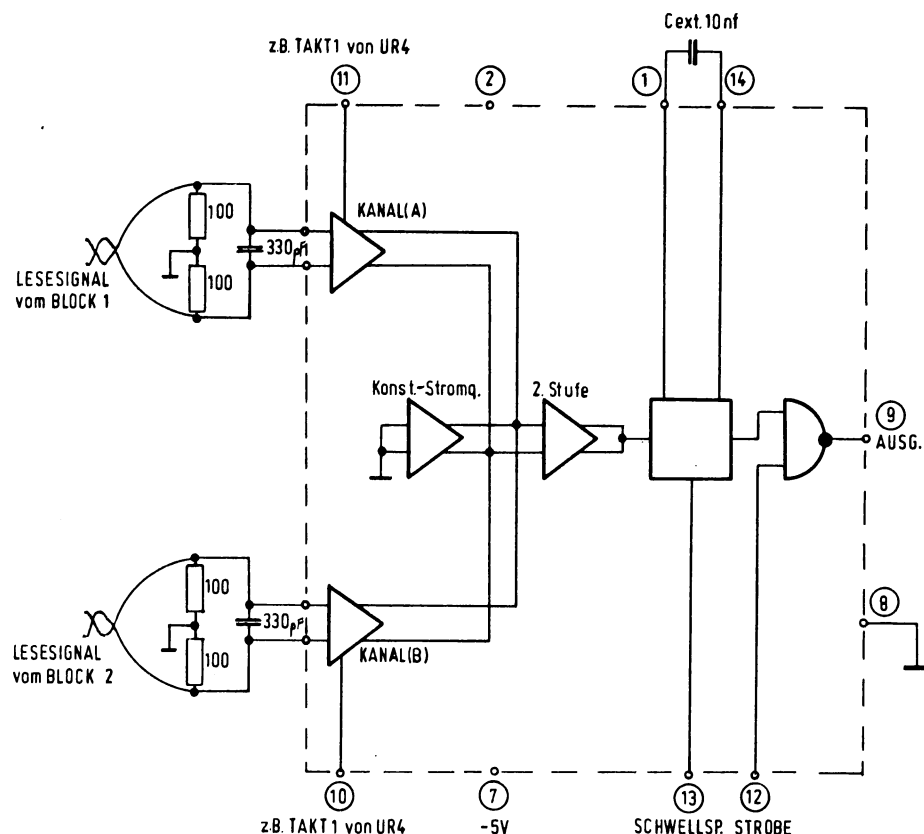 Cext. 10nf
z.B. TAKT1 von UR4
11
2
1
14
100
KANAL(A)
330pF
100
LESESIGNAL
vom BLOCK 1
Konst.-Stromq.
2. Stufe
9
AUSG.
100
330pF
8
LESESIGNAL
vom BLOCK 2
100
KANAL(B)
10
7
13
12
z.B. TAKT1 von UR4
-5V
SCHWELLSP.
STROBE